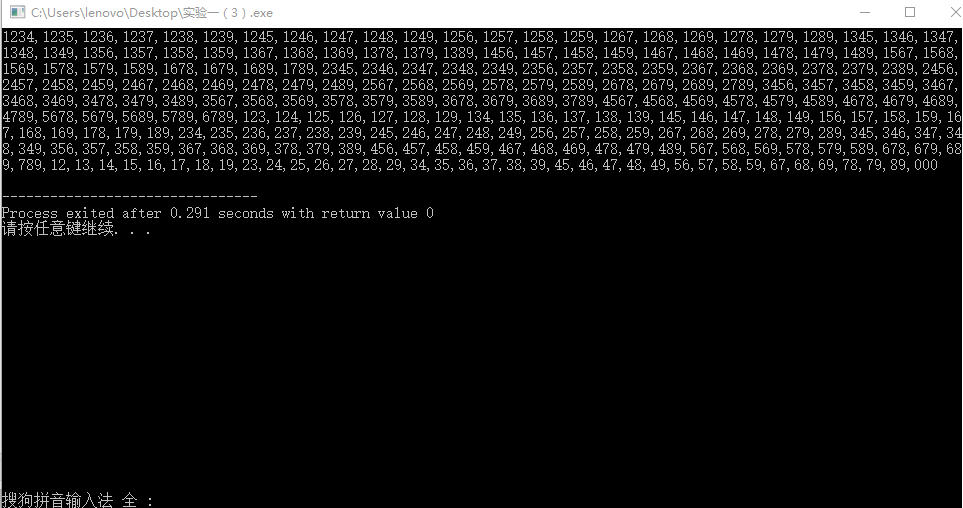 C:\Users\lenovo\Desktop\实验一 ( 3 ) .exe
1234,1235,1236,1237,1238,1239,1245,1246,1247,1248,1249,1256,1257,1258,1259,1267,1268,1269,1278,1279,1289,1345,1346,1347,
1348,1349,1356,1357,1358,1359,1367,1368,1369,1378,1379,1389,1456,1457,1458,1459,1467,1468,1469,1478,1479,1489,1567,1568,
1569,1578,1579,1589,1678,1679,1689,1789,2345,2346,2347,2348,2349,2356,2357,2358,2359,2367,2368,2369,2378,2379,2389,2456,
2457,2458,2459,2467,2468,2469,2478,2479,2489,2567,2568,2569,2578,2579,2589,2678,2679,2689,2789,3456,3457,3458,3459,3467,
3468,3469,3478,3479,3489,3567,3568,3569,3578,3579,3589,3678,3679,3689,3789,4567,4568,4569,4578,4579,4589,4678,4679,4689,
4789,5678,5679,5689,5789,6789,123,124,125,126,127,128,129,134,135,136,137,138,139,145,146,147,148,149,156,157,158,159,16
7,168,169,178,179,189,234,235,236,237,238,239,245,246,247,248,249,256,257,258,259,267,268,269,278,279,289,345,346,347,34
8,349,356,357,358,359,367,368,369,378,379,389,456,457,458,459,467,468,469,478,479,489,567,568,569,578,579,589,678,679,68
9,789,12,13,14,15,16,17,18,19,23,24,25,26,27,28,29,34,35,36,37,38,39,45,46,47,48,49,56,57,58,59,67,68,69,78,79,89,000
--------------------------------
Process exited after 0.291 seconds with return value 0
请按任意键继续. . .
搜狗拼音输入法 全 :